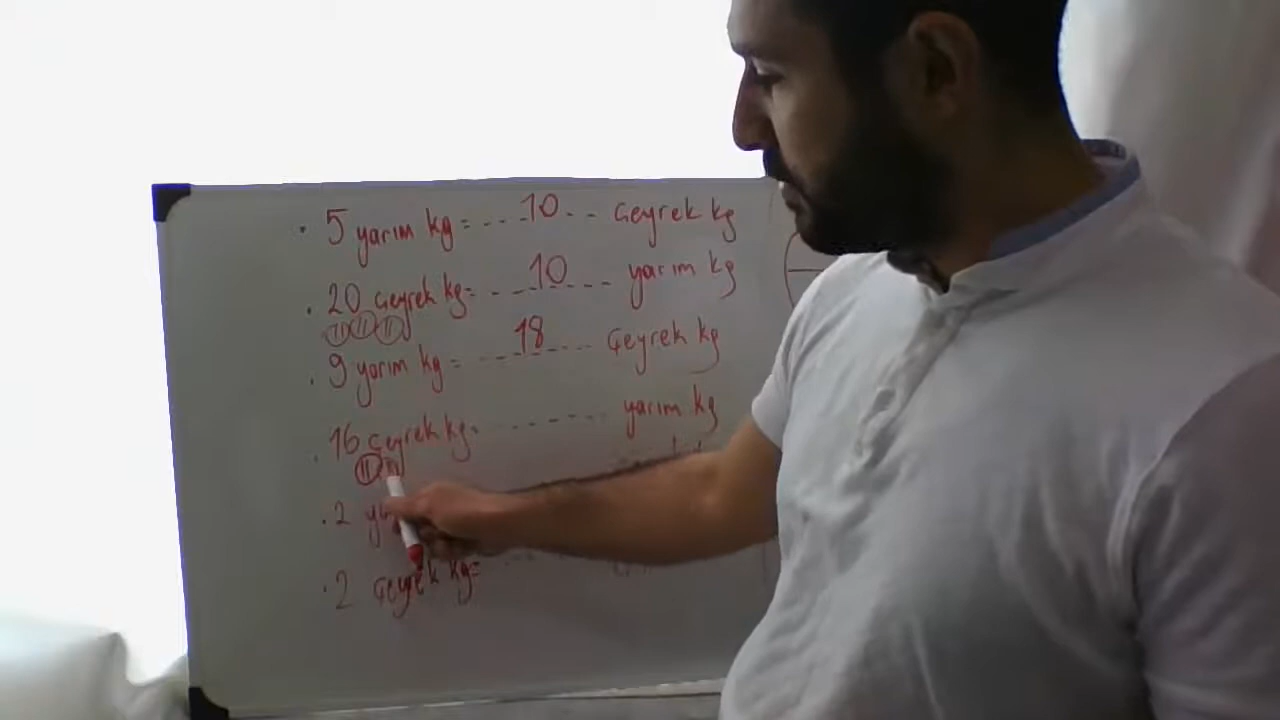 . 5 yarım kg = - - - 10 - - - çeyrek kg
. 20 çeyrek kg = - - - 10 - - - yarım kg
. 9 yarım kg = - - - 18 - - - çeyrek kg
. 16 çeyrek kg = - - - - - - yarım kg
. 2
. 2 çeyrek kg =